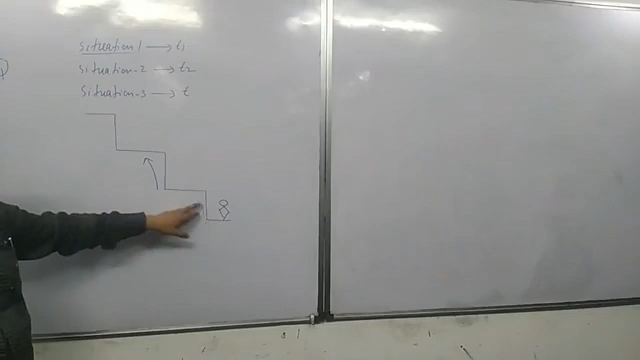 situation 1 → t₁
situation-2 → t₂
situation-3 → t